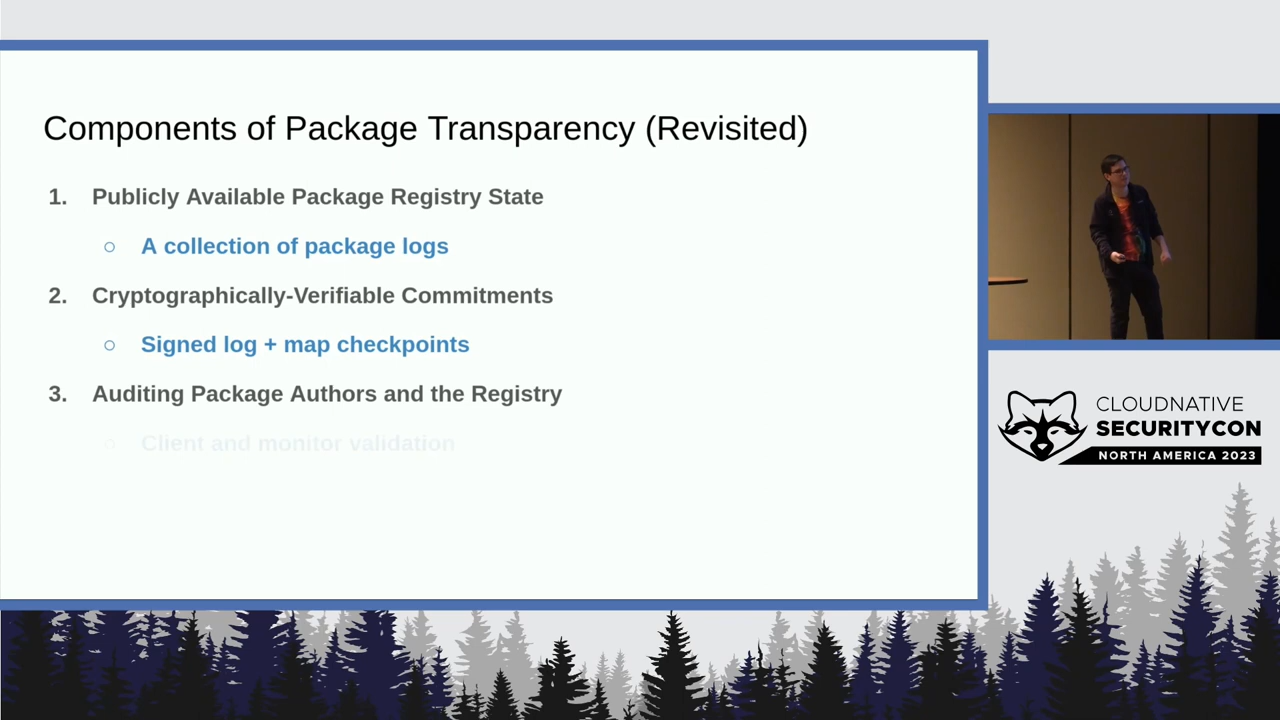 Components of Package Transparency (Revisited)
1. Publicly Available Package Registry State
○ A collection of package logs
2. Cryptographically-Verifiable Commitments
○ Signed log + map checkpoints
3. Auditing Package Authors and the Registry
○ Client and monitor validation
CLOUDNATIVE
SECURITYCON
NORTH AMERICA 2023